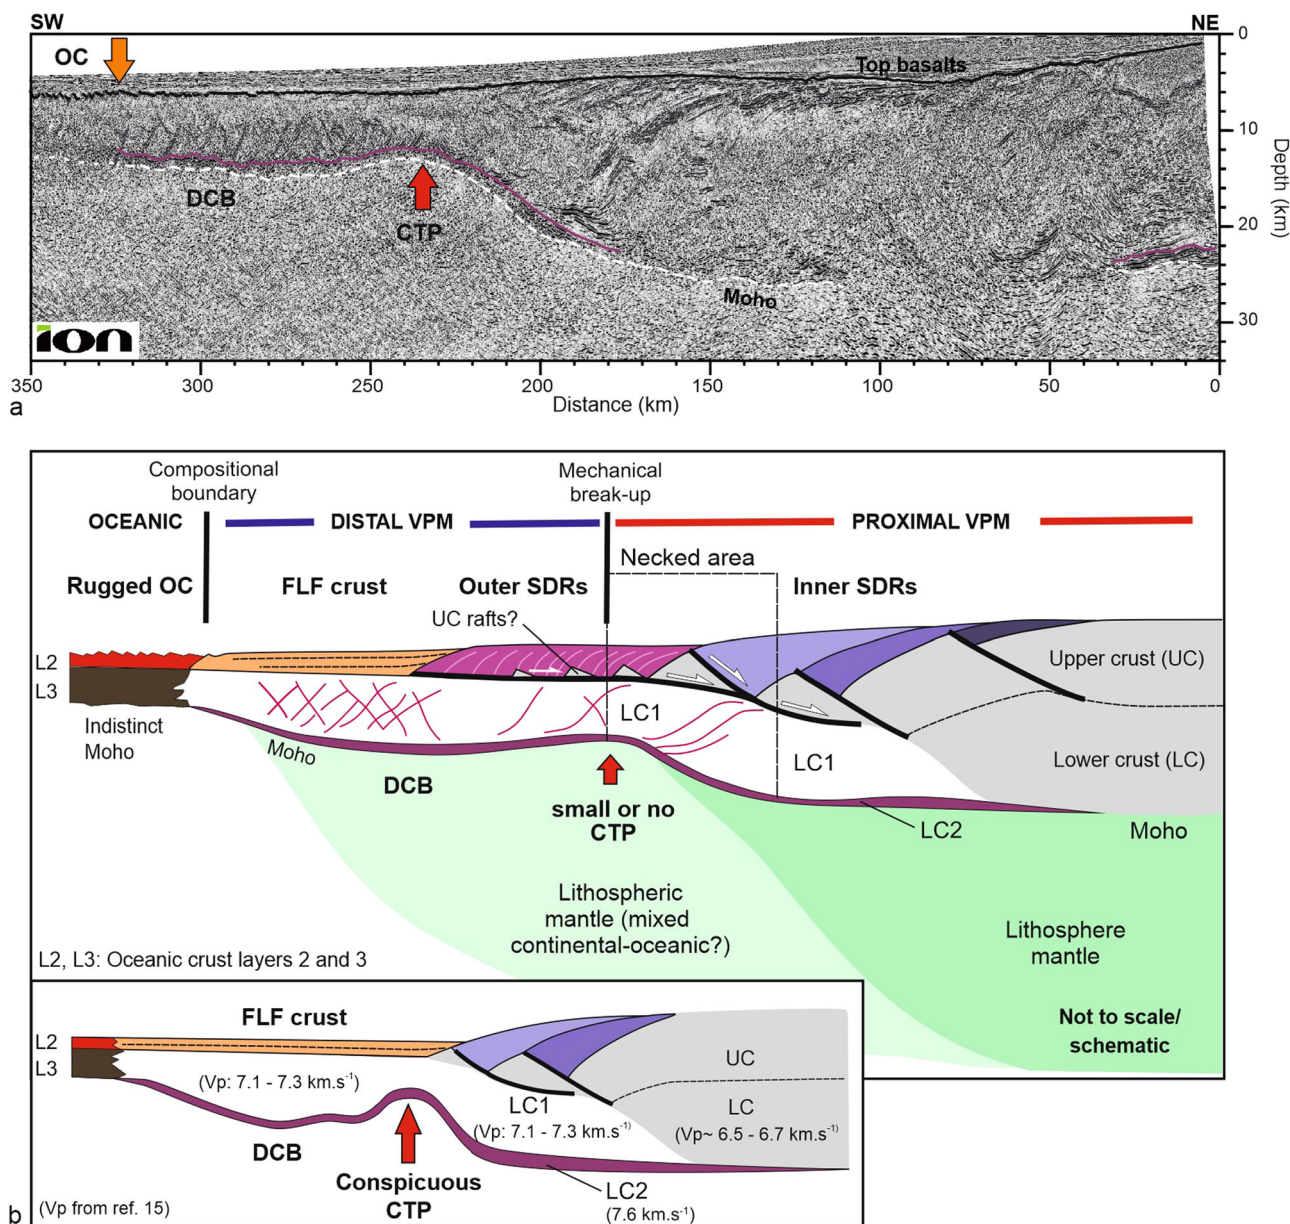 SW
NE
OC
Top basalts
0
10
20
30
Depth (km)
DCB
CTP
Moho
ion
350
300
250
200
150
100
50
0
Distance (km)
a
Compositional
boundary
Mechanical
break-up
OCEANIC
DISTAL VPM
PROXIMAL VPM
Necked area
Rugged OC
FLF crust
Outer SDRs
Inner SDRs
UC rafts?
L2
L3
Upper crust (UC)
LC1
Indistinct
Moho
Moho
DCB
LC1
Lower crust (LC)
small or no
CTP
LC2
Moho
Lithospheric
mantle (mixed
continental-oceanic?)
Lithosphere
mantle
L2, L3: Oceanic crust layers 2 and 3
Not to scale/
schematic
FLF crust
L2
L3
UC
(Vp: 7.1 - 7.3 km.s⁻¹)
LC1
(Vp: 7.1 - 7.3 km.s⁻¹)
LC
(Vp~ 6.5 - 6.7 km.s⁻¹)
DCB
Conspicuous
CTP
LC2
(7.6 km.s⁻¹)
(Vp from ref. 15)
b